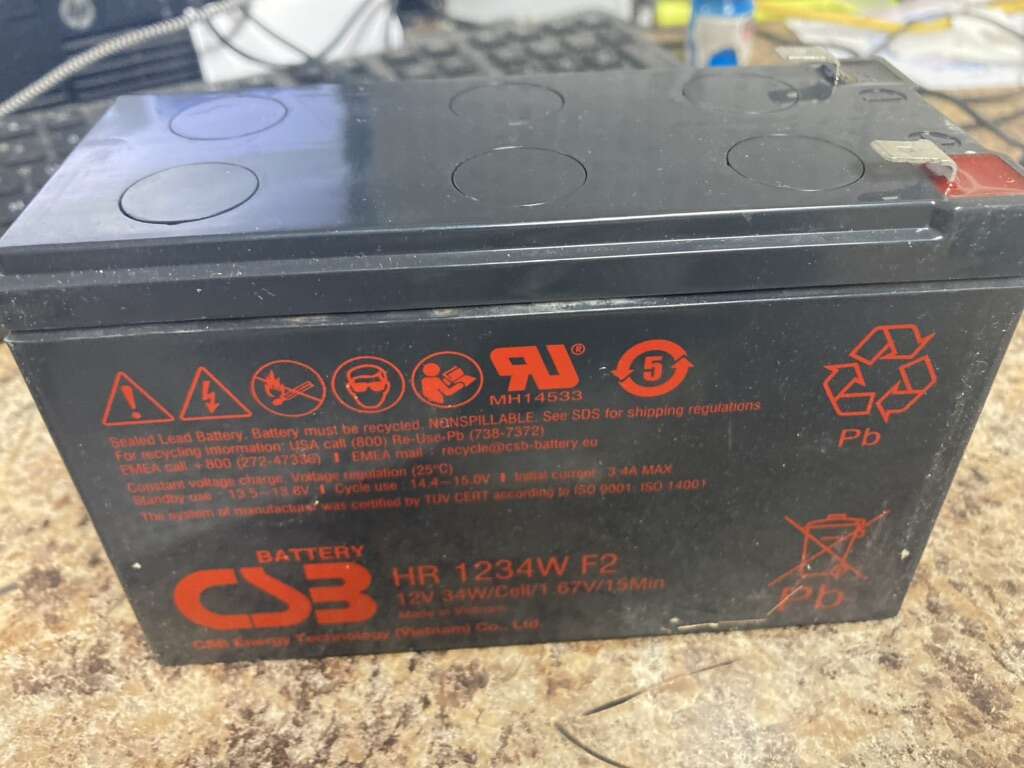 hp
MH14533
5
Sealed Lead Battery. Battery must be recycled. NONSPILLABLE. See SDS for shipping regulations
For recycling information: USA call (800) Re-Use-Pb (738-7372)
EMEA call : +800 (272-47336) EMEA mail : recycle@csb-battery.eu
Constant voltage charge. Voltage regulation (25°C)
Standby use : 13.5~13.8V Cycle use : 14.4~15.0V Initial current : 3.4A MAX
The system of manufacturer was certified by TUV CERT according to ISO 9001: ISO 14001
Pb
BATTERY
CSB
HR 1234W F2
12V 34W/Cell/1.67V/15Min
Made in Vietnam
CSB Energy Technology (Vietnam) Co., Ltd.
Pb